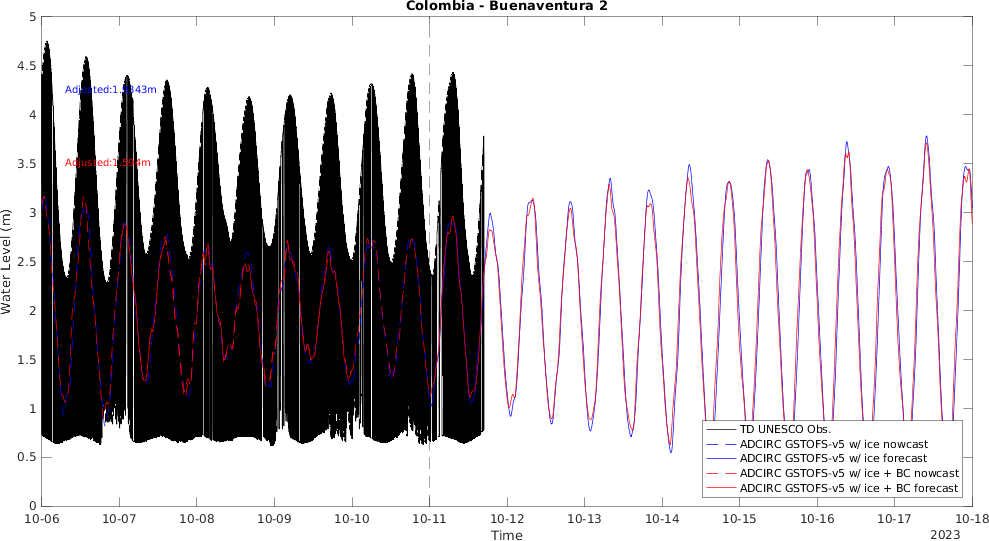 Colombia - Buenaventura 2
5
4.5
4
3.5
3
2.5
2
1.5
1
0.5
0
Water Level (m)
Adjusted:
Adjusted:
TD UNESCO Obs.
ADCIRC GSTOFS-v5 w/ ice nowcast
ADCIRC GSTOFS-v5 w/ ice forecast
ADCIRC GSTOFS-v5 w/ ice + BC nowcast
ADCIRC GSTOFS-v5 w/ ice + BC forecast
10-06 10-07 10-08 10-09 10-10 10-11 10-12 10-13 10-14 10-15 10-16 10-17 10-18
Time
2023